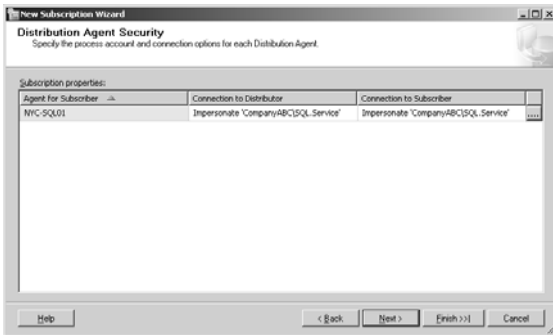 New Subscription Wizard
Distribution Agent Security
Specify the process account and connection options for each Distribution Agent.
Subscription properties:
Agent for Subscriber Connection to Distributor Connection to Subscriber
NYC-SQL01 Impersonate 'CompanyABC\SQL.Service' Impersonate 'CompanyABC\SQL.Service' ...
Help < Back Next > Finish >>| Cancel